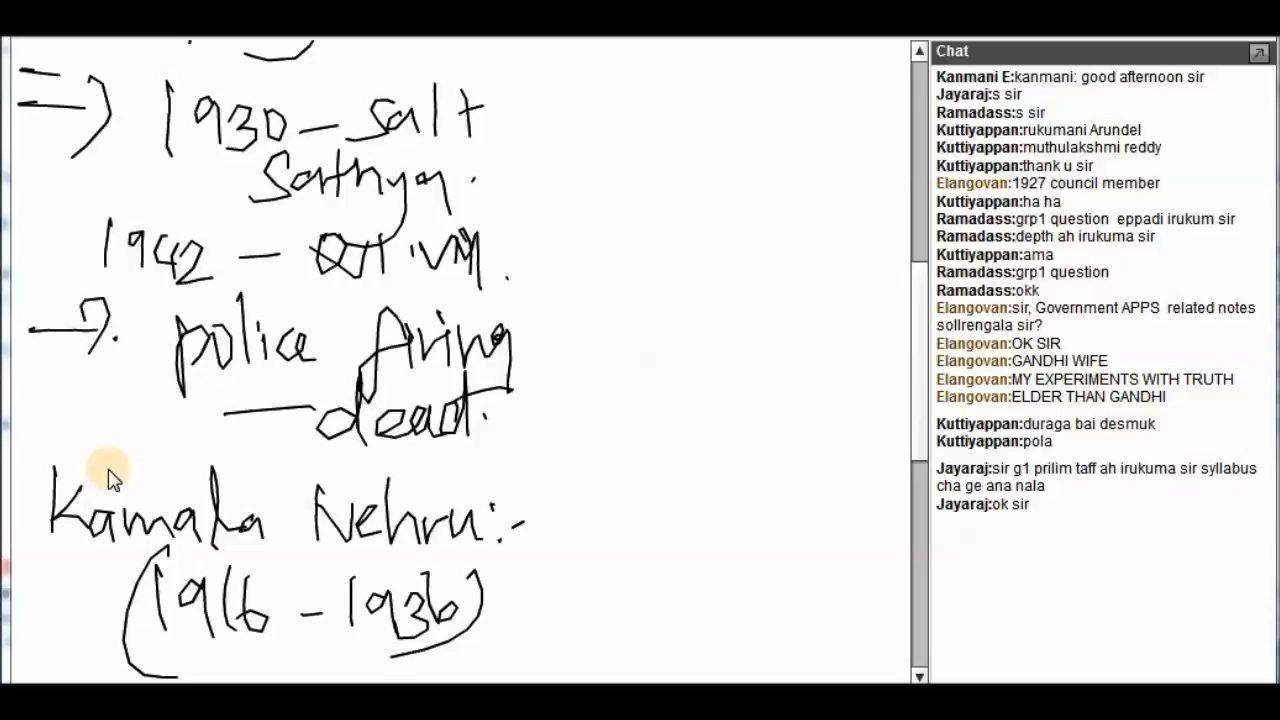 => 1930 - salt
Sathya.
1942 -
-> police firing
- dead.
Kamala Nehru:-
(1916 - 1936)
Chat
Kanmani E:kanmani: good afternoon sir
Jayaraj:s sir
Ramadass:s sir
Kuttiyappan:rukumani Arundel
Kuttiyappan:muthulakshmi reddy
Kuttiyappan:thank u sir
Elangovan:1927 council member
Kuttiyappan:ha ha
Ramadass:grp1 question eppadi irukum sir
Ramadass:depth ah irukuma sir
Kuttiyappan:ama
Ramadass:grp1 question
Ramadass:okk
Elangovan:sir, Government APPS related notes
sollrengala sir?
Elangovan:OK SIR
Elangovan:GANDHI WIFE
Elangovan:MY EXPERIMENTS WITH TRUTH
Elangovan:ELDER THAN GANDHI
Kuttiyappan:duraga bai desmuk
Kuttiyappan:pola
Jayaraj:sir g1 prilim taff ah irukuma sir syllabus
cha ge ana nala
Jayaraj:ok sir